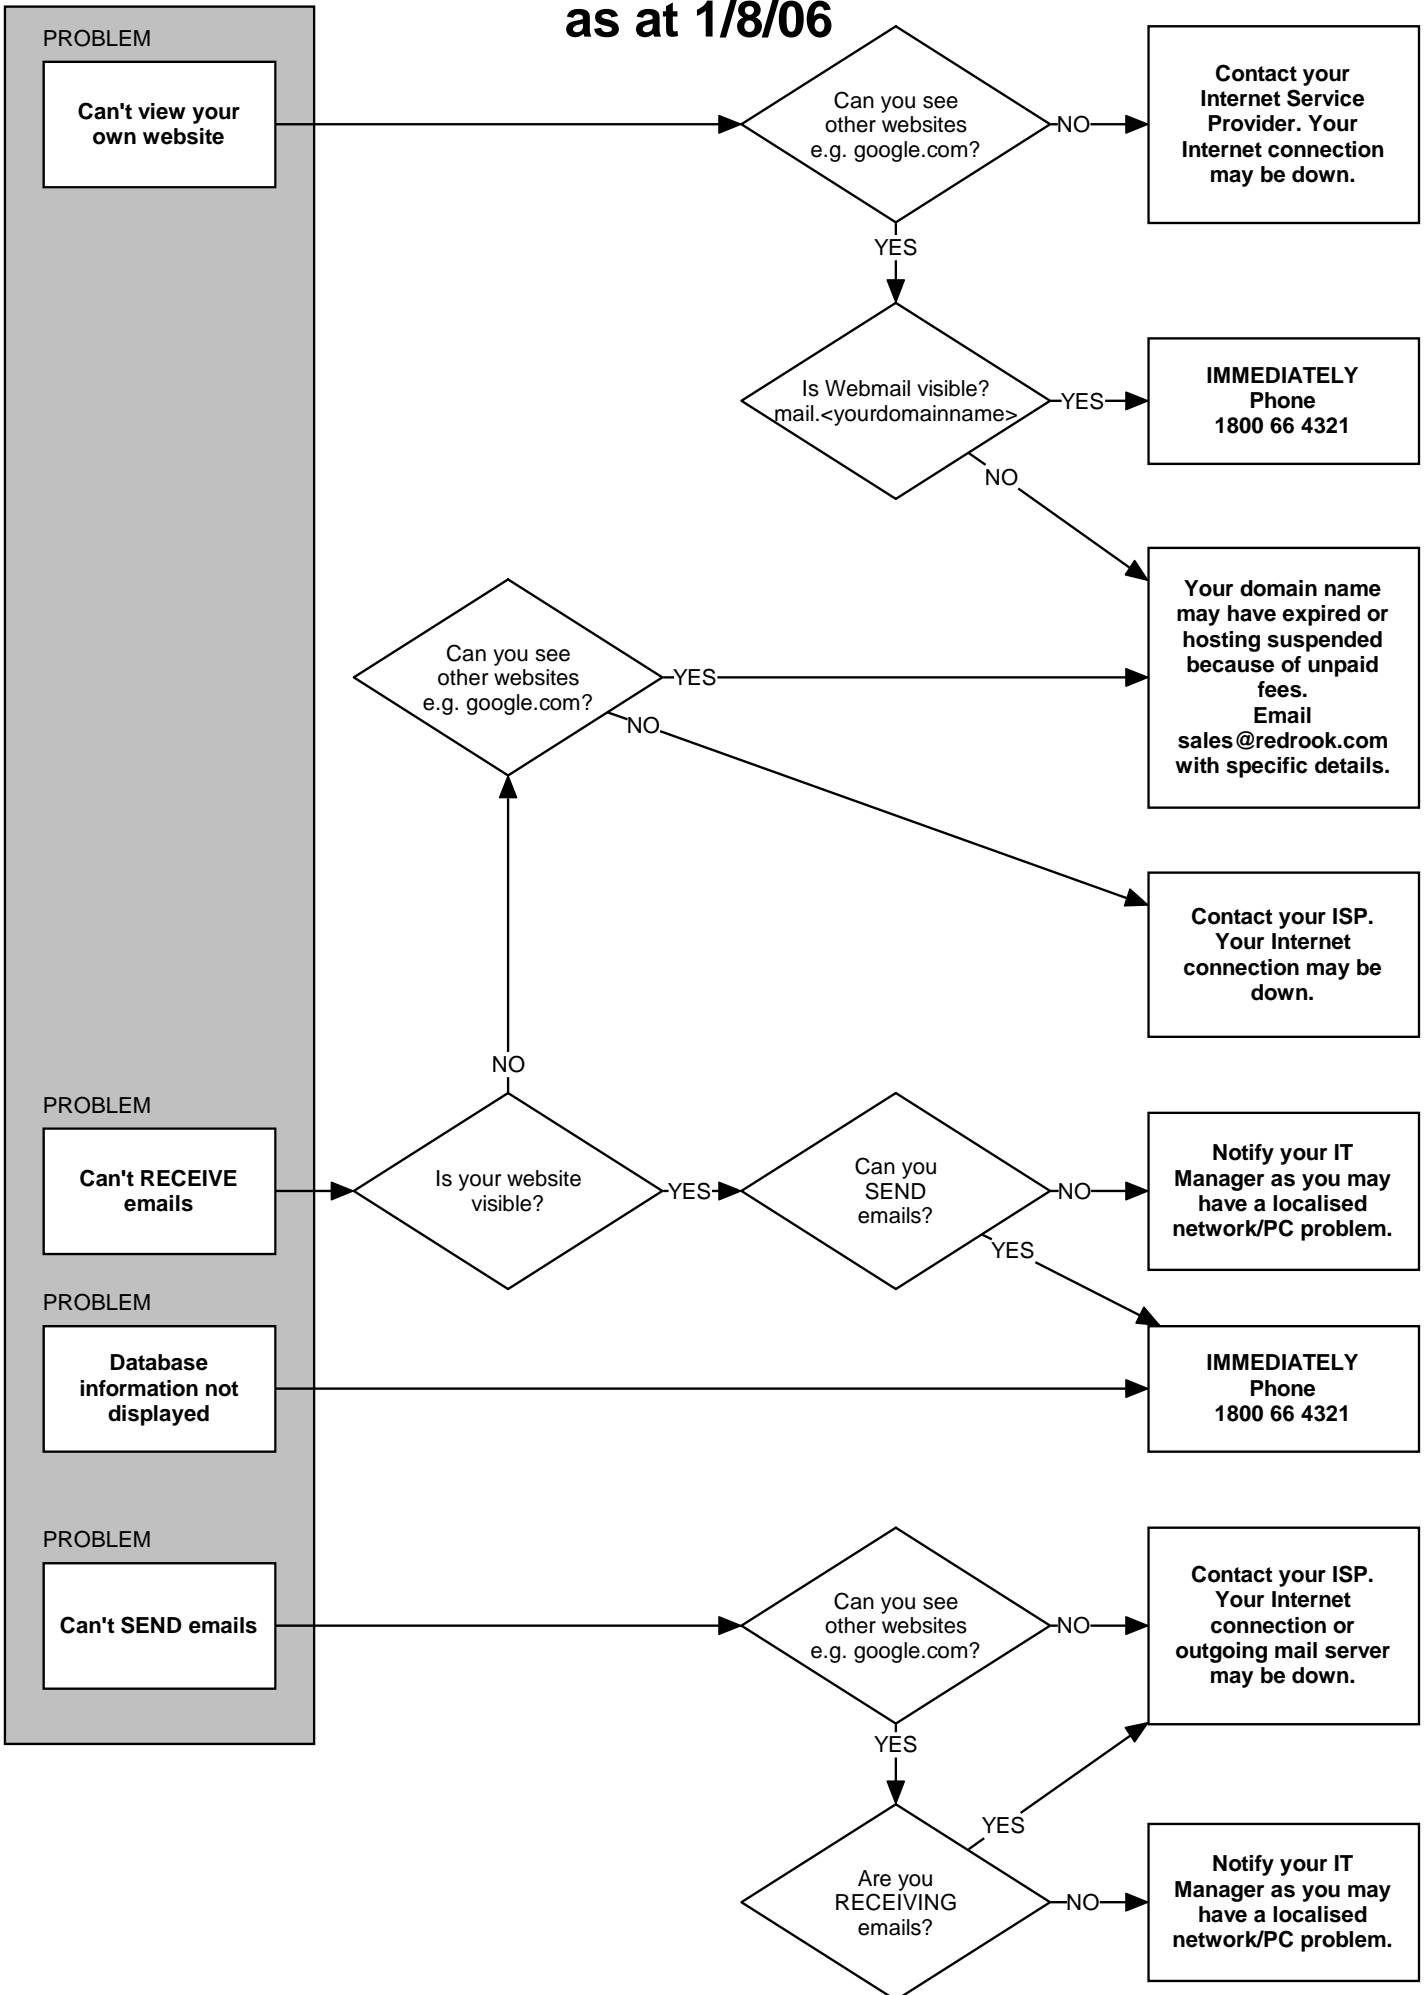 as at 1/8/06
PROBLEM
Can't view your
own website
Can you see
other websites
e.g. google.com?
NO
Contact your
Internet Service
Provider. Your
Internet connection
may be down.
YES
Is Webmail visible?
mail.<yourdomainname>
YES
IMMEDIATELY
Phone
1800 66 4321
NO
Your domain name
may have expired or
hosting suspended
because of unpaid
fees.
Email
sales@redrook.com
with specific details.
Can you see
other websites
e.g. google.com?
YES
NO
Contact your ISP.
Your Internet
connection may be
down.
NO
PROBLEM
Can't RECEIVE
emails
Is your website
visible?
YES
Can you
SEND
emails?
NO
Notify your IT
Manager as you may
have a localised
network/PC problem.
YES
PROBLEM
Database
information not
displayed
IMMEDIATELY
Phone
1800 66 4321
PROBLEM
Can't SEND emails
Can you see
other websites
e.g. google.com?
NO
Contact your ISP.
Your Internet
connection or
outgoing mail server
may be down.
YES
YES
Are you
RECEIVING
emails?
NO
Notify your IT
Manager as you may
have a localised
network/PC problem.